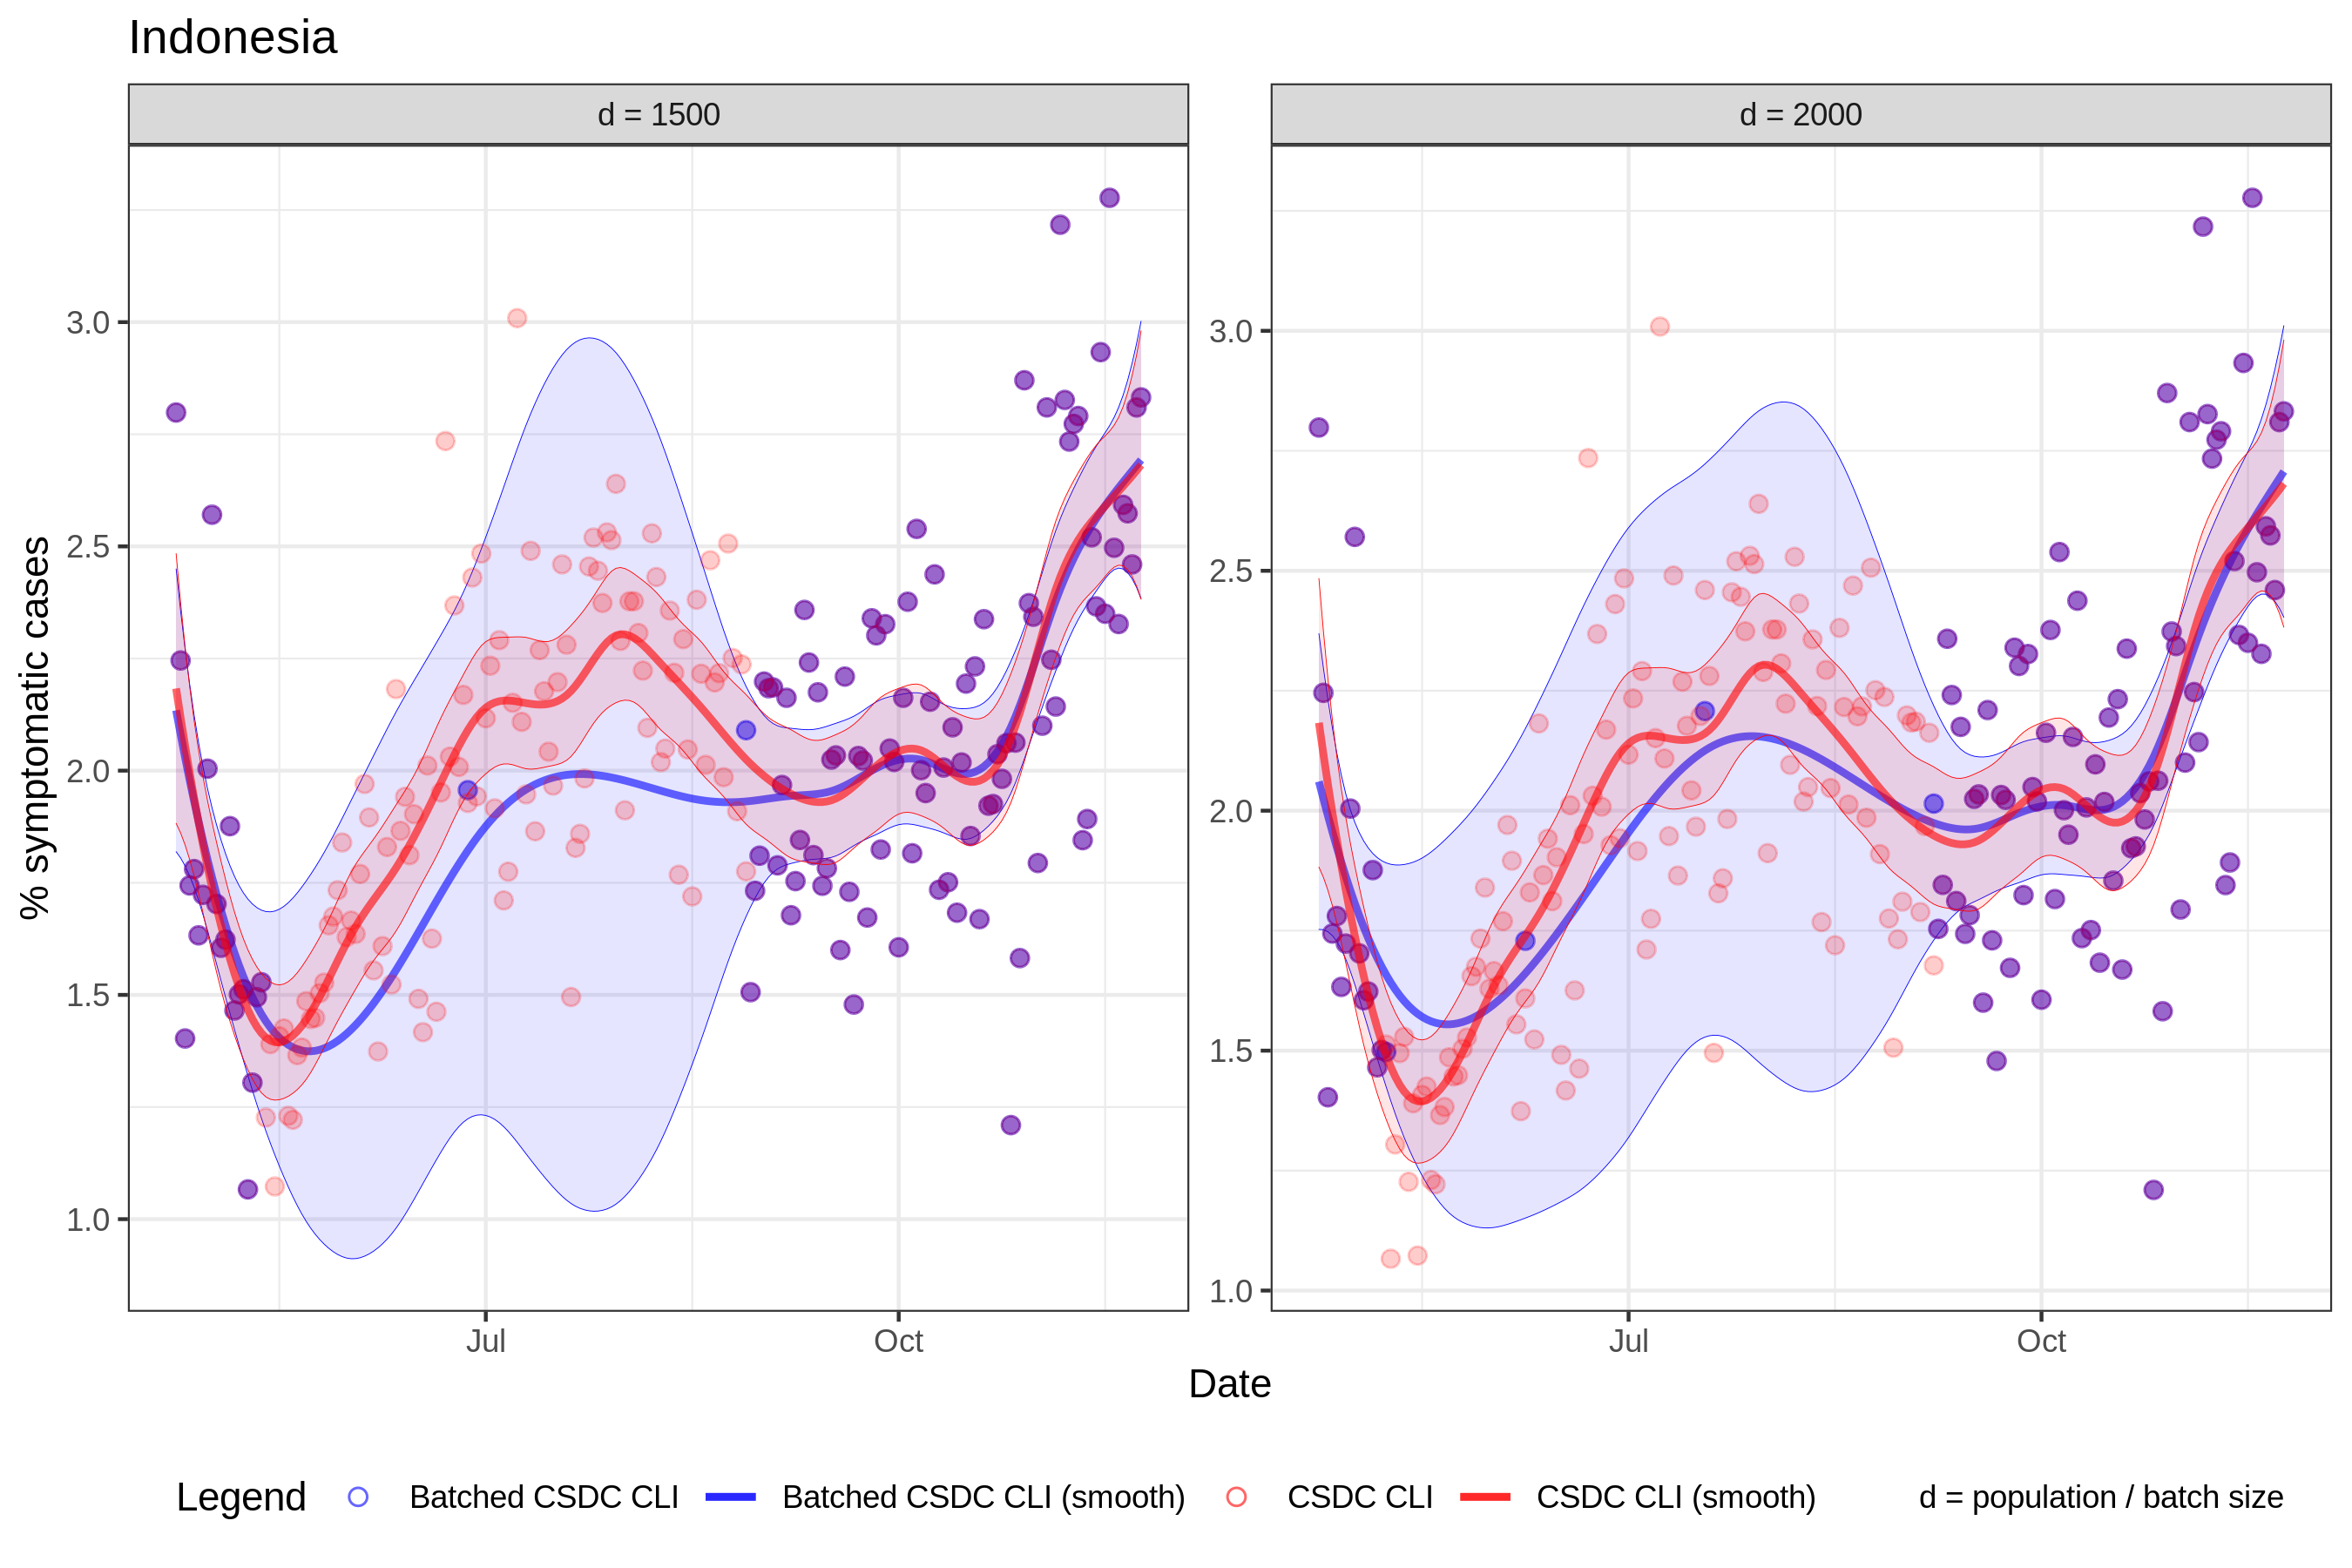 Indonesia
d = 1500
d = 2000
% symptomatic cases
3.0
2.5
2.0
1.5
1.0
3.0
2.5
2.0
1.5
1.0
Jul
Oct
Jul
Oct
Date
Legend
Batched CSDC CLI
Batched CSDC CLI (smooth)
CSDC CLI
CSDC CLI (smooth)
d = population / batch size